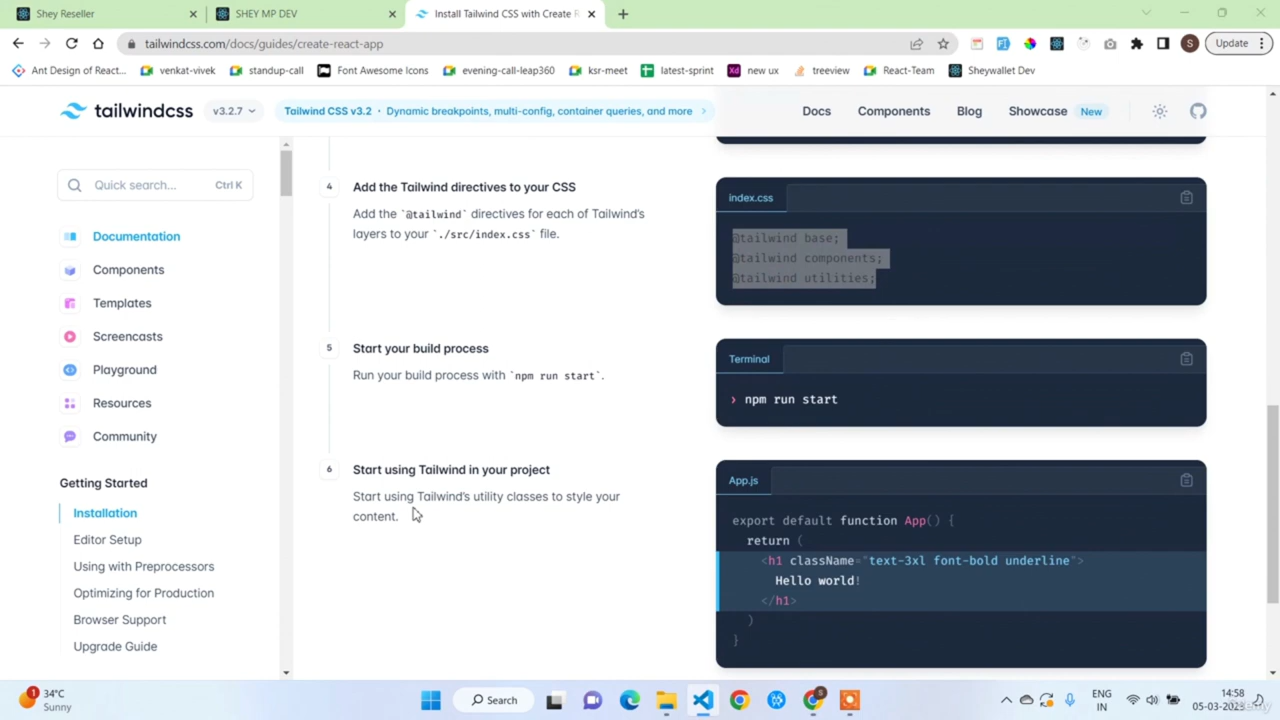 Shey Reseller
SHEY MP DEV
Install Tailwind CSS with Create R
tailwindcss.com/docs/guides/create-react-app
S
Update
Ant Design of React...
venkat-vivek
standup-call
Font Awesome Icons
evening-call-leap360
ksr-meet
latest-sprint
Xd
new ux
treeview
React-Team
Sheywallet Dev
tailwindcss
v3.2.7
Tailwind CSS v3.2 · Dynamic breakpoints, multi-config, container queries, and more
Docs
Components
Blog
Showcase
New
Quick search...
Ctrl K
Documentation
Components
Templates
Screencasts
Playground
Resources
Community
Getting Started
Installation
Editor Setup
Using with Preprocessors
Optimizing for Production
Browser Support
Upgrade Guide
4
Add the Tailwind directives to your CSS
Add the `@tailwind` directives for each of Tailwind's
layers to your `./src/index.css` file.
index.css
@tailwind base;
@tailwind components;
@tailwind utilities;
5
Start your build process
Run your build process with `npm run start`.
Terminal
› npm run start
6
Start using Tailwind in your project
Start using Tailwind's utility classes to style your
content.
App.js
export default function App() {
return (
<h1 className="text-3xl font-bold underline">
Hello world!
</h1>
)
}
1
34°C
Sunny
Search
S
ENG
IN
14:58
05-03-2023